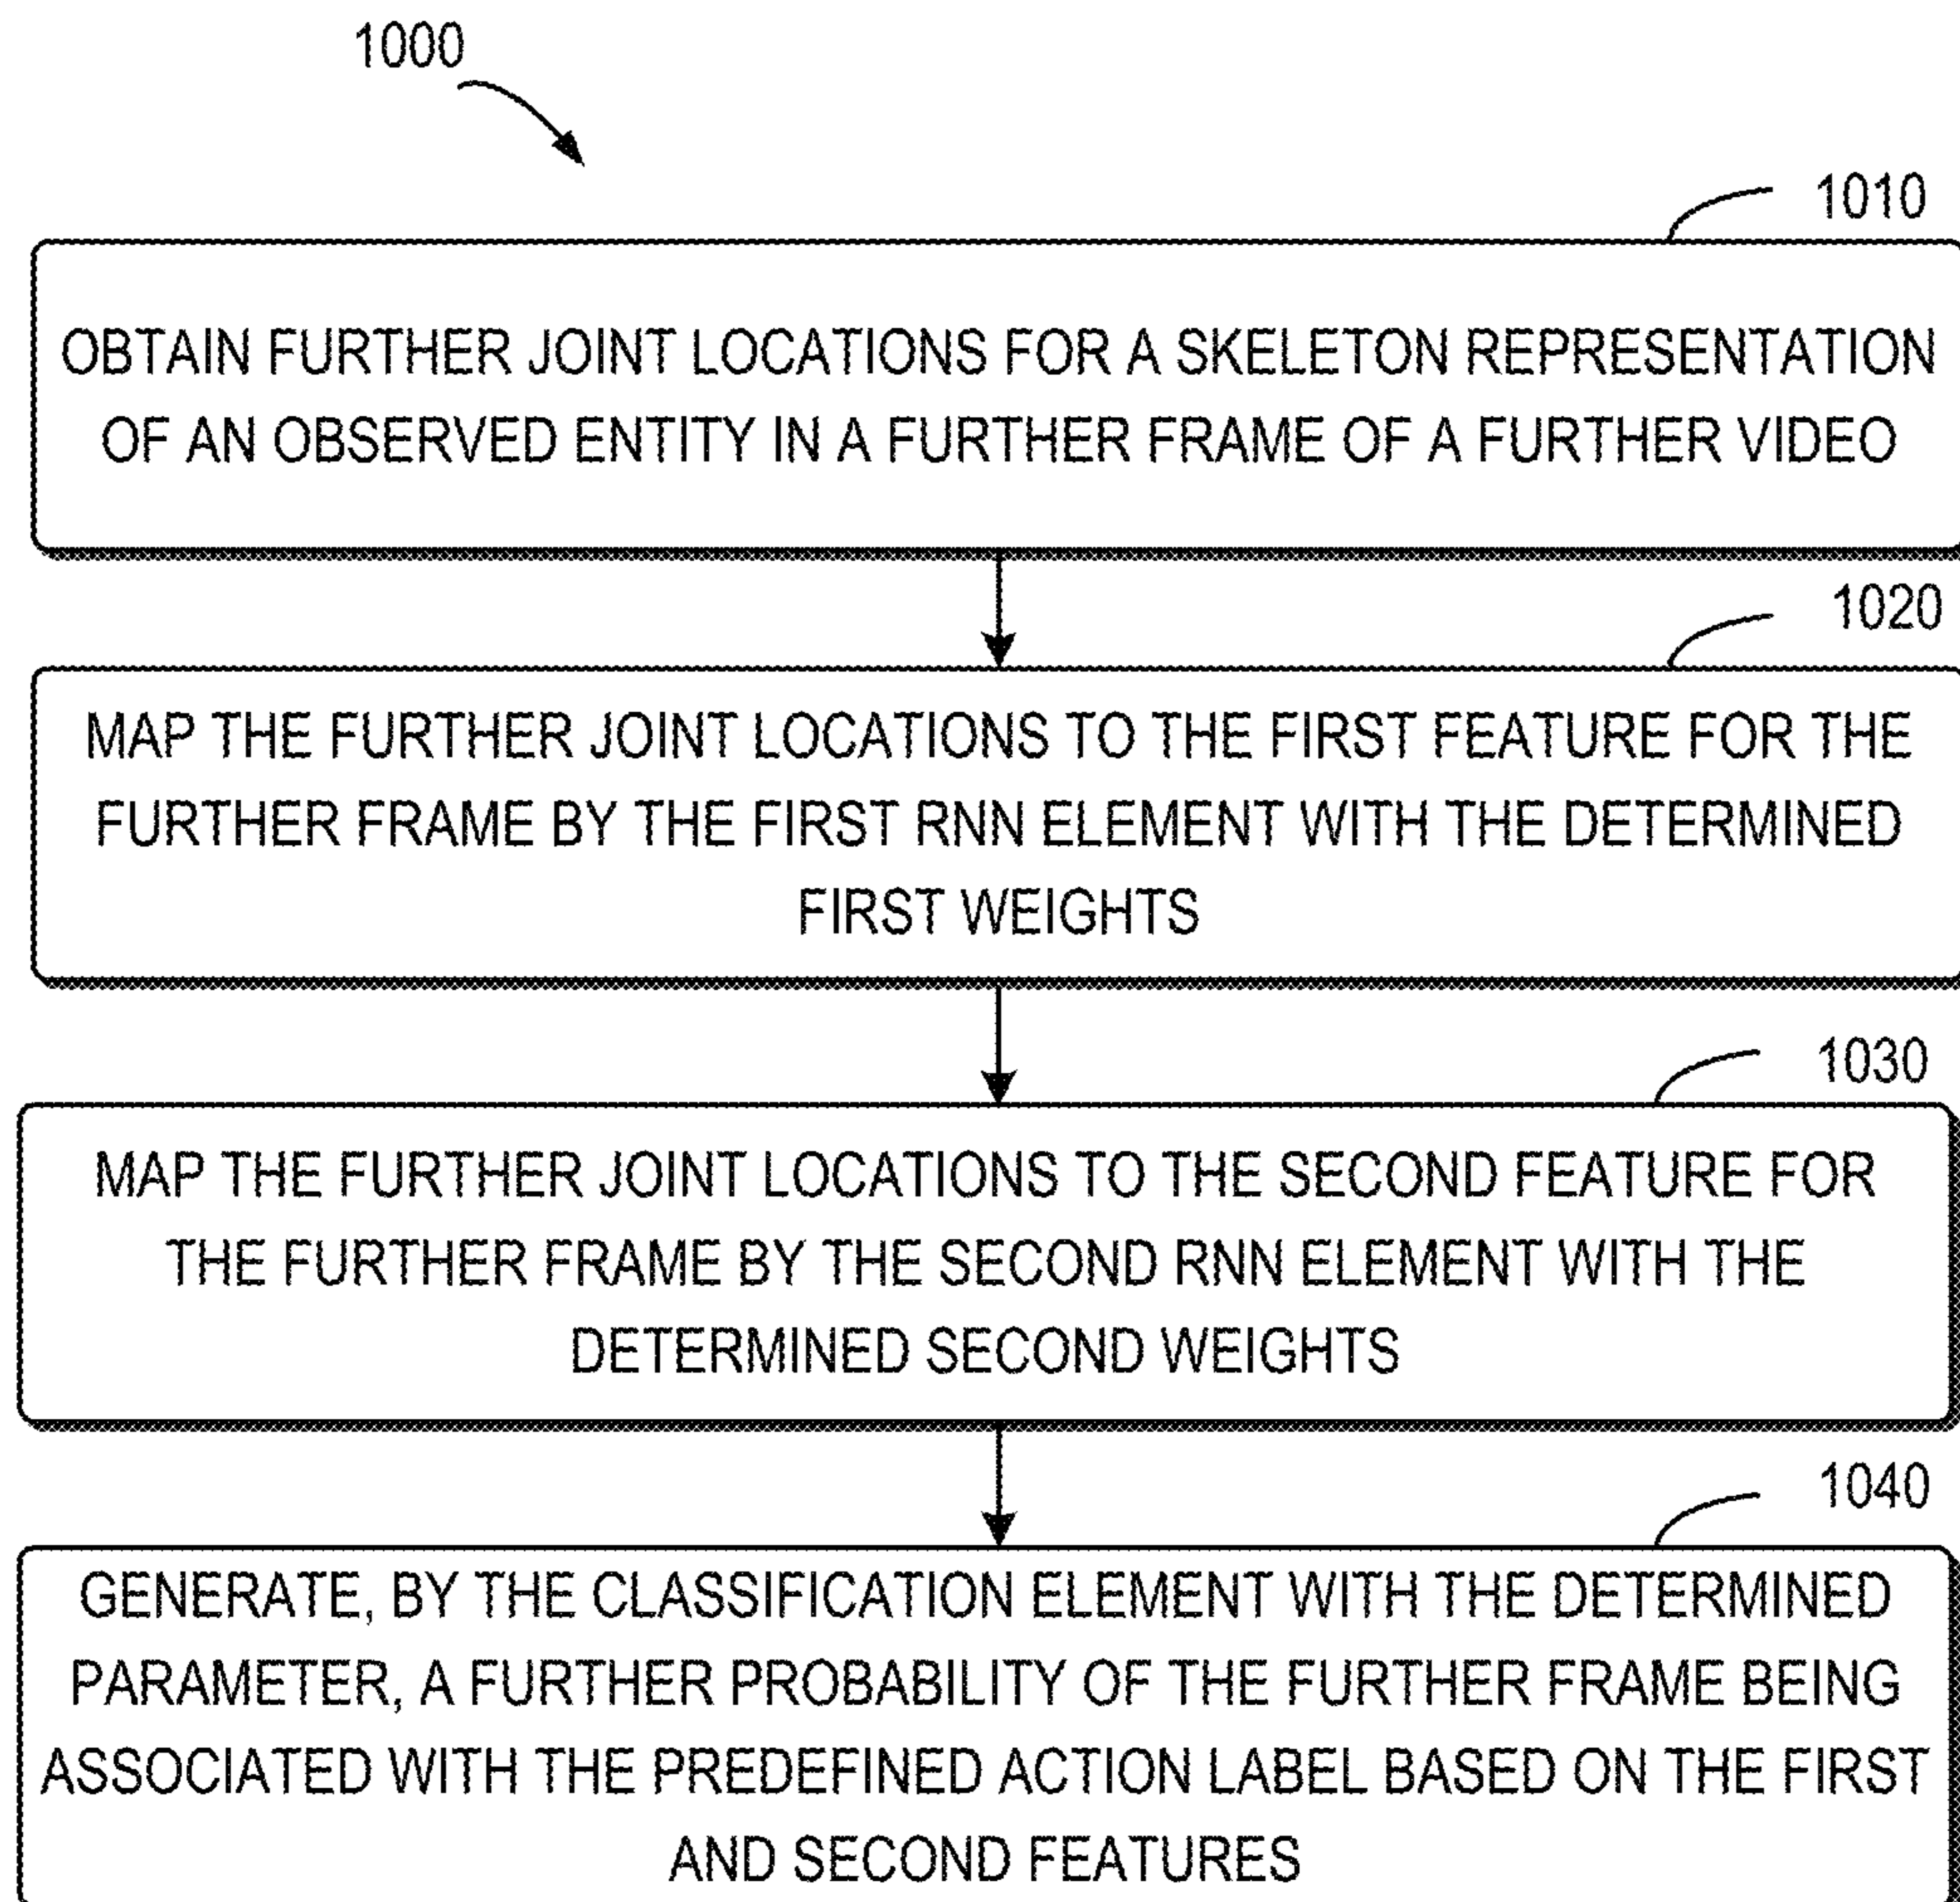 1000
1010
OBTAIN FURTHER JOINT LOCATIONS FOR A SKELETON REPRESENTATION
OF AN OBSERVED ENTITY IN A FURTHER FRAME OF A FURTHER VIDEO
1020
MAP THE FURTHER JOINT LOCATIONS TO THE FIRST FEATURE FOR THE
FURTHER FRAME BY THE FIRST RNN ELEMENT WITH THE DETERMINED
FIRST WEIGHTS
1030
MAP THE FURTHER JOINT LOCATIONS TO THE SECOND FEATURE FOR
THE FURTHER FRAME BY THE SECOND RNN ELEMENT WITH THE
DETERMINED SECOND WEIGHTS
1040
GENERATE, BY THE CLASSIFICATION ELEMENT WITH THE DETERMINED
PARAMETER, A FURTHER PROBABILITY OF THE FURTHER FRAME BEING
ASSOCIATED WITH THE PREDEFINED ACTION LABEL BASED ON THE FIRST
AND SECOND FEATURES